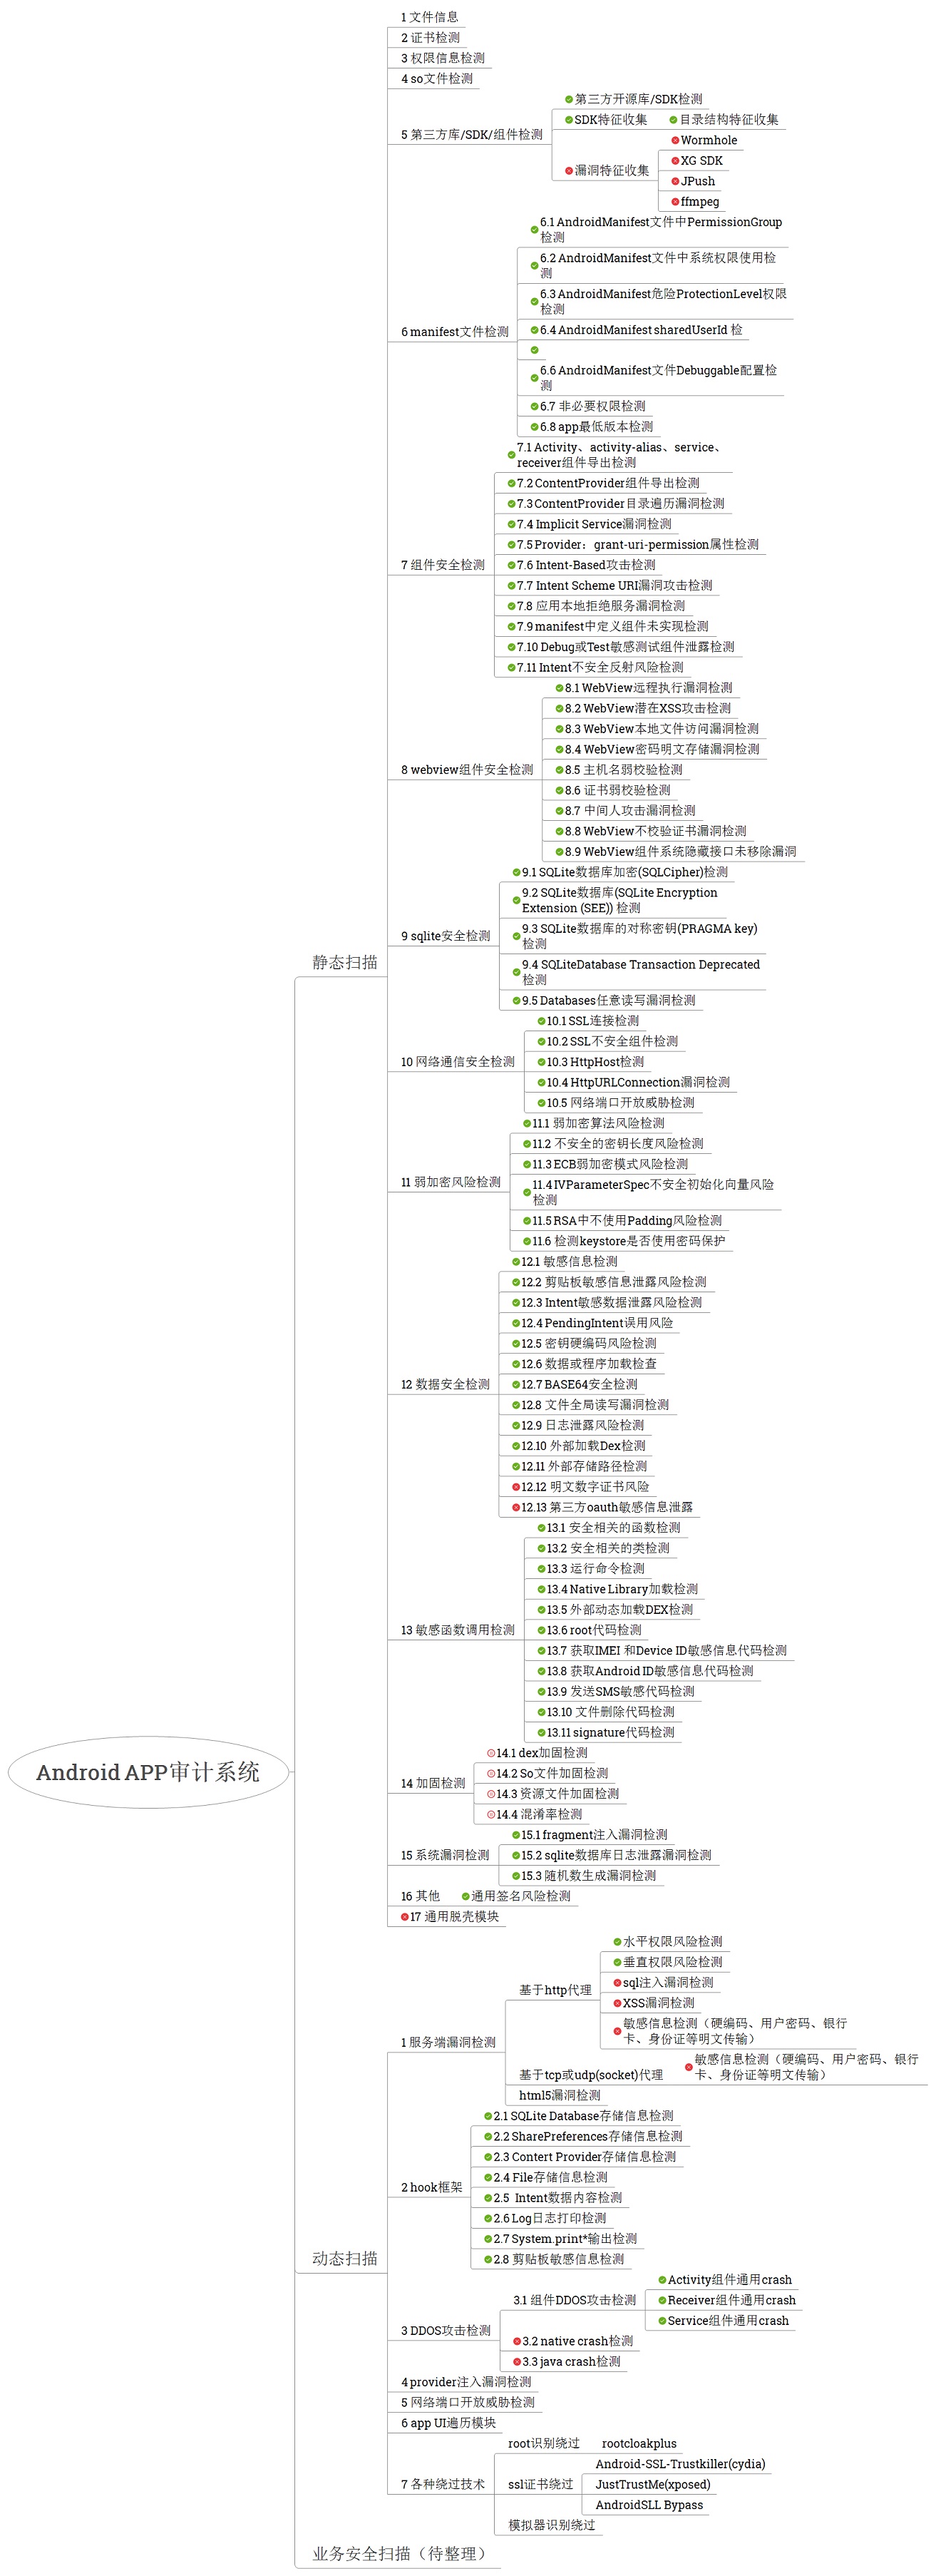 1 文件信息
2 证书检测
3 权限信息检测
4 so文件检测
第三方开源库/SDK检测
SDK特征收集
目录结构特征收集
5 第三方库/SDK/组件检测
Wormhole
XG SDK
漏洞特征收集
JPush
ffmpeg
6.1 AndroidManifest文件中PermissionGroup
检测
6.2 AndroidManifest文件中系统权限使用检
测
6.3 AndroidManifest危险ProtectionLevel权限
检测
6 manifest文件检测
6.4 AndroidManifest sharedUserId 检
6.6 AndroidManifest文件Debuggable配置检
测
6.7 非必要权限检测
6.8 app最低版本检测
7.1 Activity、activity-alias、service、
receiver组件导出检测
7.2 ContentProvider组件导出检测
7.3 ContentProvider目录遍历漏洞检测
7.4 Implicit Service漏洞检测
7.5 Provider：grant-uri-permission属性检测
7 组件安全检测
7.6 Intent-Based攻击检测
7.7 Intent Scheme URI漏洞攻击检测
7.8 应用本地拒绝服务漏洞检测
7.9 manifest中定义组件未实现检测
7.10 Debug或Test敏感测试组件泄露检测
7.11 Intent不安全反射风险检测
8.1 WebView远程执行漏洞检测
8.2 WebView潜在XSS攻击检测
8.3 WebView本地文件访问漏洞检测
8.4 WebView密码明文存储漏洞检测
8 webview组件安全检测
8.5 主机名弱校验检测
8.6 证书弱校验检测
8.7 中间人攻击漏洞检测
8.8 WebView不校验证书漏洞检测
8.9 WebView组件系统隐藏接口未移除漏洞
9.1 SQLite数据库加密(SQLCipher)检测
9.2 SQLite数据库(SQLite Encryption
Extension (SEE)) 检测
9 sqlite安全检测
9.3 SQLite数据库的对称密钥(PRAGMA key)
检测
静态扫描
9.4 SQLiteDatabase Transaction Deprecated
检测
9.5 Databases任意读写漏洞检测
10.1 SSL连接检测
10.2 SSL不安全组件检测
10 网络通信安全检测
10.3 HttpHost检测
10.4 HttpURLConnection漏洞检测
10.5 网络端口开放威胁检测
11.1 弱加密算法风险检测
11.2 不安全的密钥长度风险检测
11.3 ECB弱加密模式风险检测
11 弱加密风险检测
11.4 IVParameterSpec不安全初始化向量风险
检测
11.5 RSA中不使用Padding风险检测
11.6 检测keystore是否使用密码保护
12.1 敏感信息检测
12.2 剪贴板敏感信息泄露风险检测
12.3 Intent敏感数据泄露风险检测
12.4 PendingIntent误用风险
12.5 密钥硬编码风险检测
12.6 数据或程序加载检查
12 数据安全检测
12.7 BASE64安全检测
12.8 文件全局读写漏洞检测
12.9 日志泄露风险检测
12.10 外部加载Dex检测
12.11 外部存储路径检测
12.12 明文数字证书风险
12.13 第三方oauth敏感信息泄露
13.1 安全相关的函数检测
13.2 安全相关的类检测
13.3 运行命令检测
13.4 Native Library加载检测
13.5 外部动态加载DEX检测
13 敏感函数调用检测
13.6 root代码检测
13.7 获取IMEI 和Device ID敏感信息代码检测
13.8 获取Android ID敏感信息代码检测
13.9 发送SMS敏感代码检测
13.10 文件删除代码检测
13.11 signature代码检测
Android APP审计系统
14.1 dex加固检测
14.2 So文件加固检测
14 加固检测
14.3 资源文件加固检测
14.4 混淆率检测
15.1 fragment注入漏洞检测
15 系统漏洞检测
15.2 sqlite数据库日志泄露漏洞检测
15.3 随机数生成漏洞检测
16 其他
通用签名风险检测
17 通用脱壳模块
水平权限风险检测
垂直权限风险检测
基于http代理
sql注入漏洞检测
XSS漏洞检测
敏感信息检测（硬编码、用户密码、银行
卡、身份证等明文传输）
1 服务端漏洞检测
基于tcp或udp(socket)代理
敏感信息检测（硬编码、用户密码、银行
卡、身份证等明文传输）
html5漏洞检测
2.1 SQLite Database存储信息检测
2.2 SharePreferences存储信息检测
2.3 Contert Provider存储信息检测
2.4 File存储信息检测
2 hook框架
2.5 Intent数据内容检测
2.6 Log日志打印检测
2.7 System.print*输出检测
2.8 剪贴板敏感信息检测
动态扫描
Activity组件通用crash
3.1 组件DDOS攻击检测
Receiver组件通用crash
Service组件通用crash
3 DDOS攻击检测
3.2 native crash检测
3.3 java crash检测
4 provider注入漏洞检测
5 网络端口开放威胁检测
6 app UI遍历模块
root识别绕过
rootcloakplus
Android-SSL-Trustkiller(cydia)
7 各种绕过技术
ssl证书绕过
JustTrustMe(xposed)
AndroidSLL Bypass
模拟器识别绕过
业务安全扫描（待整理）